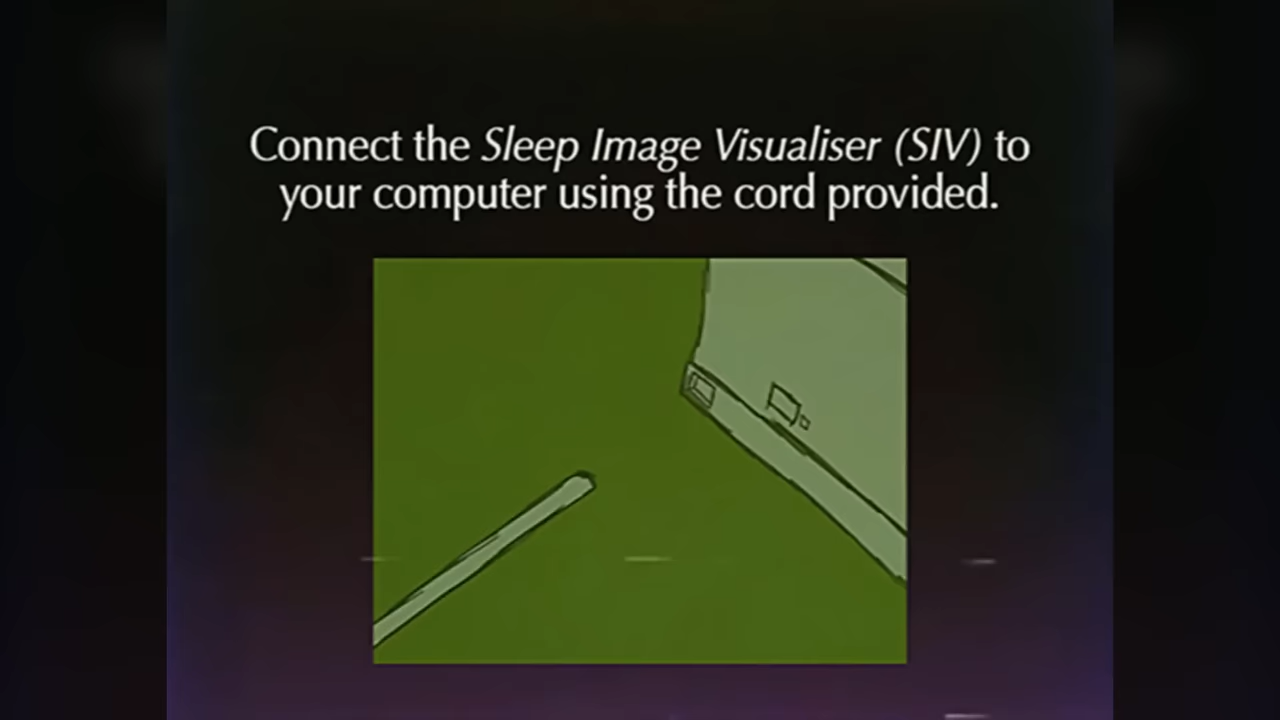 Connect the Sleep Image Visualiser (SIV) to
your computer using the cord provided.